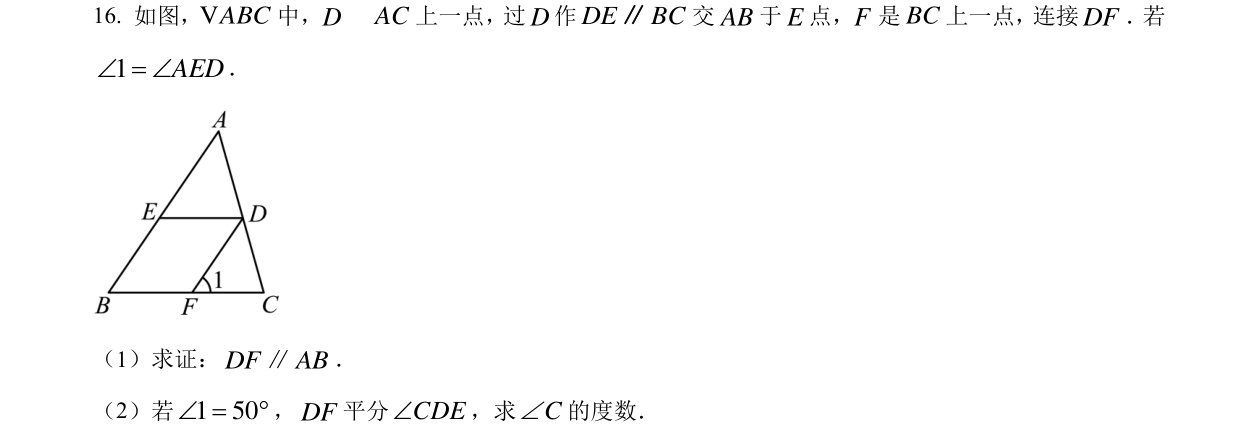 16. 如图，VABC 中，D AC 上一点，过 D 作 DE∥BC 交 AB 于 E 点，F 是 BC 上一点，连接 DF．若
∠1=∠AED．
A
E
D
1
B
F
C
（1）求证：DF∥AB．
（2）若∠1=50°，DF 平分∠CDE，求∠C 的度数．